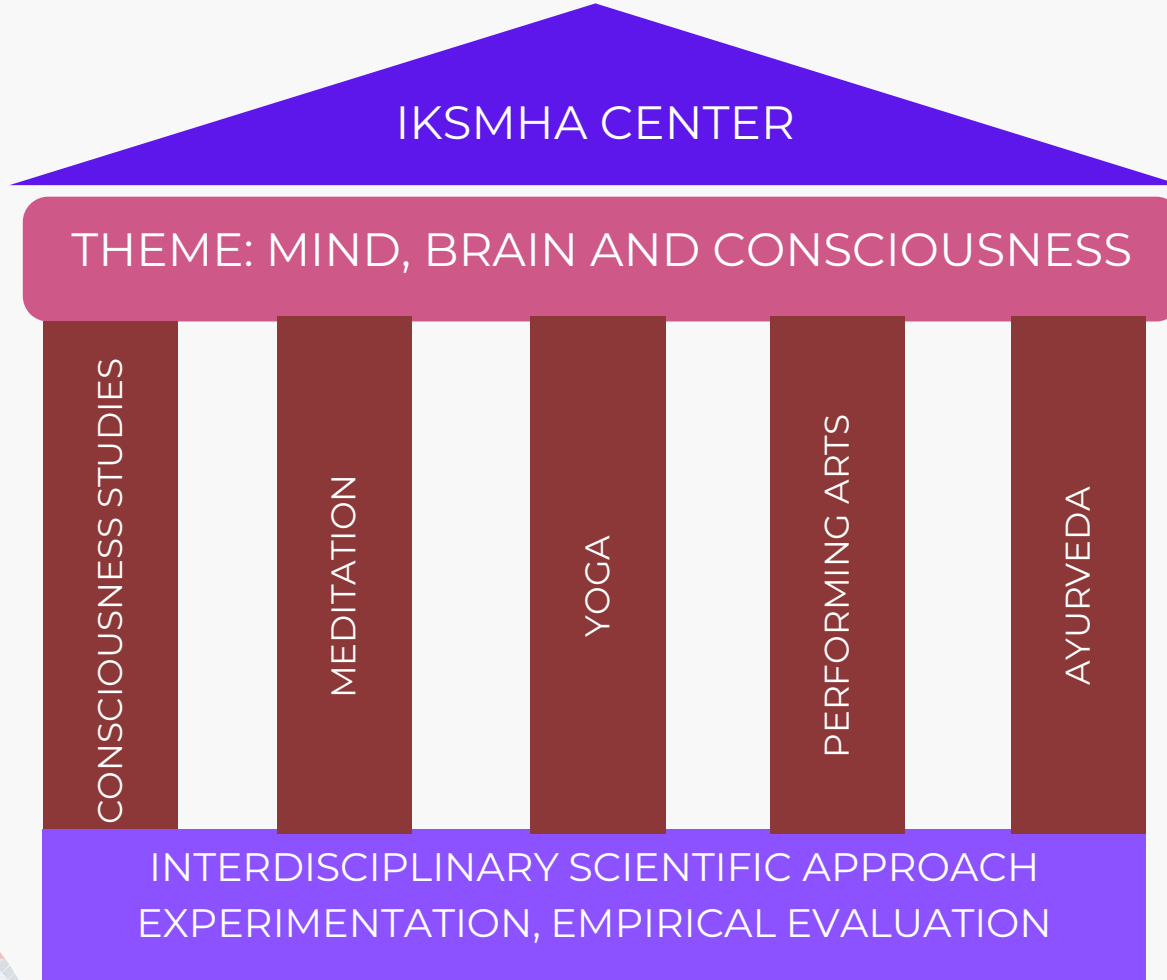 IKSMHA CENTER
THEME: MIND, BRAIN AND CONSCIOUSNESS
CONSCIOUSNESS STUDIES
MEDITATION
YOGA
PERFORMING ARTS
AYURVEDA
INTERDISCIPLINARY SCIENTIFIC APPROACH
EXPERIMENTATION, EMPIRICAL EVALUATION